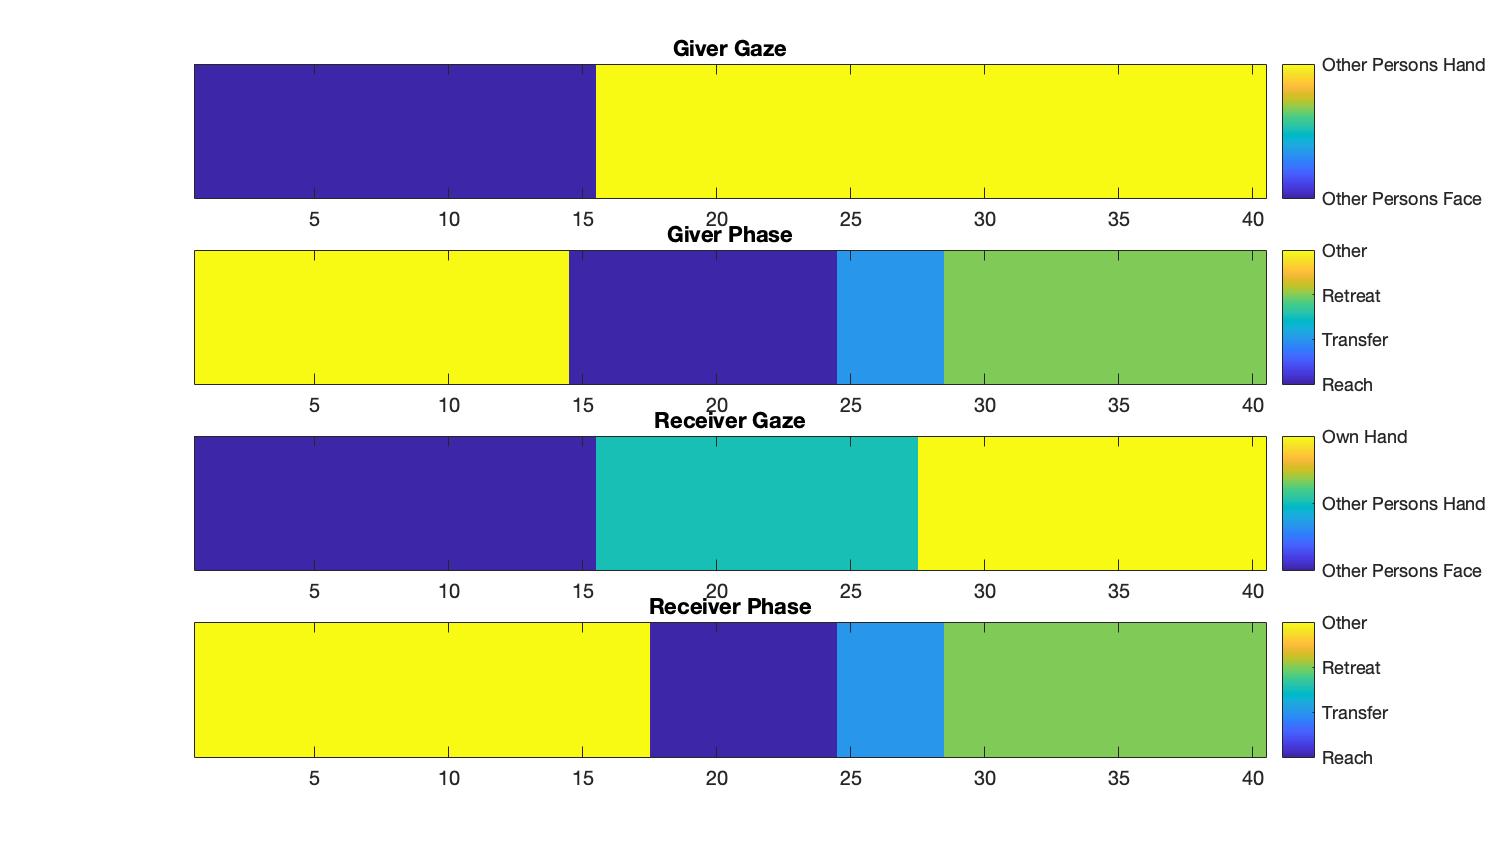 Giver Gaze
Other Persons Hand
Other Persons Face
5 10 15 20 25 30 35 40
Giver Phase
Other
Retreat
Transfer
Reach
5 10 15 20 25 30 35 40
Receiver Gaze
Own Hand
Other Persons Hand
Other Persons Face
5 10 15 20 25 30 35 40
Receiver Phase
Other
Retreat
Transfer
Reach
5 10 15 20 25 30 35 40